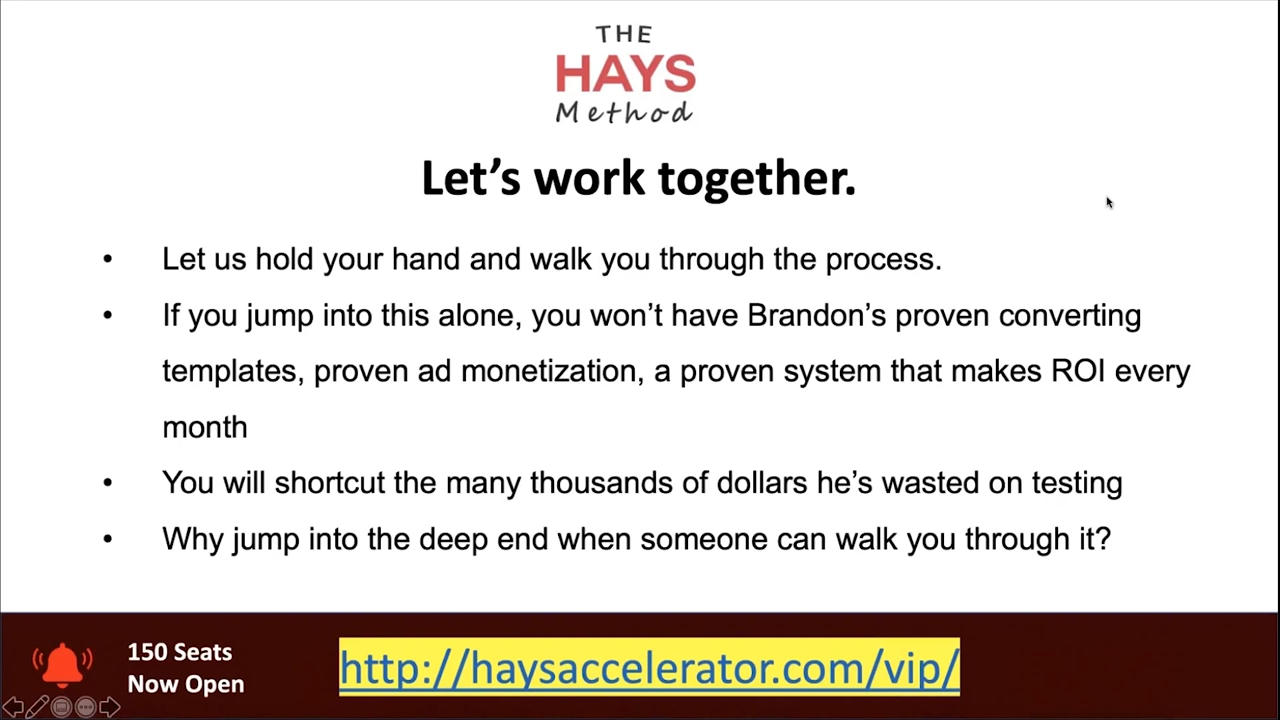 THE
HAYS
Method
Let’s work together.
• Let us hold your hand and walk you through the process.
• If you jump into this alone, you won’t have Brandon’s proven converting
templates, proven ad monetization, a proven system that makes ROI every
month
• You will shortcut the many thousands of dollars he’s wasted on testing
• Why jump into the deep end when someone can walk you through it?
150 Seats
Now Open
http://haysaccelerator.com/vip/